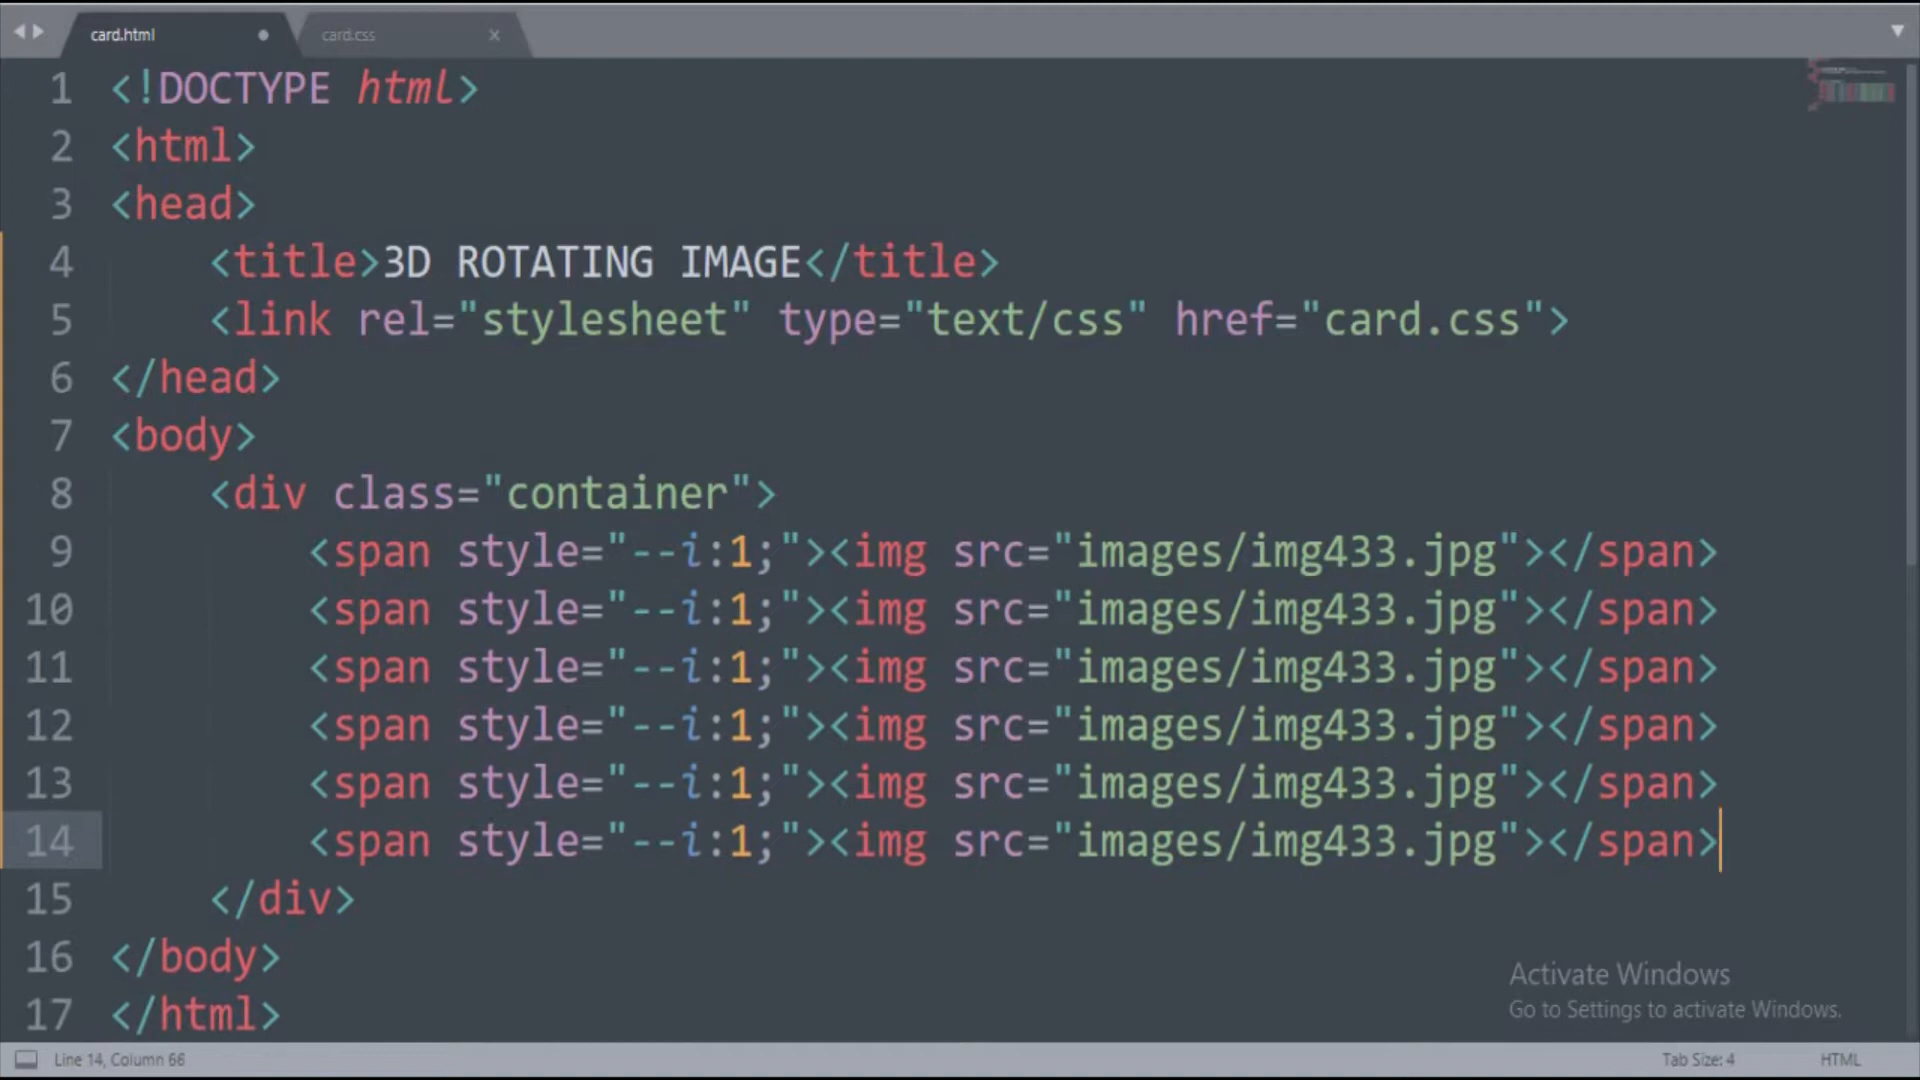 card.html
card.css
1 <!DOCTYPE html>
2 <html>
3 <head>
4 <title>3D ROTATING IMAGE</title>
5 <link rel="stylesheet" type="text/css" href="card.css">
6 </head>
7 <body>
8 <div class="container">
9 <span style="--i:1;"><img src="images/img433.jpg"></span>
10 <span style="--i:1;"><img src="images/img433.jpg"></span>
11 <span style="--i:1;"><img src="images/img433.jpg"></span>
12 <span style="--i:1;"><img src="images/img433.jpg"></span>
13 <span style="--i:1;"><img src="images/img433.jpg"></span>
14 <span style="--i:1;"><img src="images/img433.jpg"></span>
15 </div>
16 </body>
17 </html>
Activate Windows
Go to Settings to activate Windows.
Line 14, Column 66
Tab Size: 4
HTML